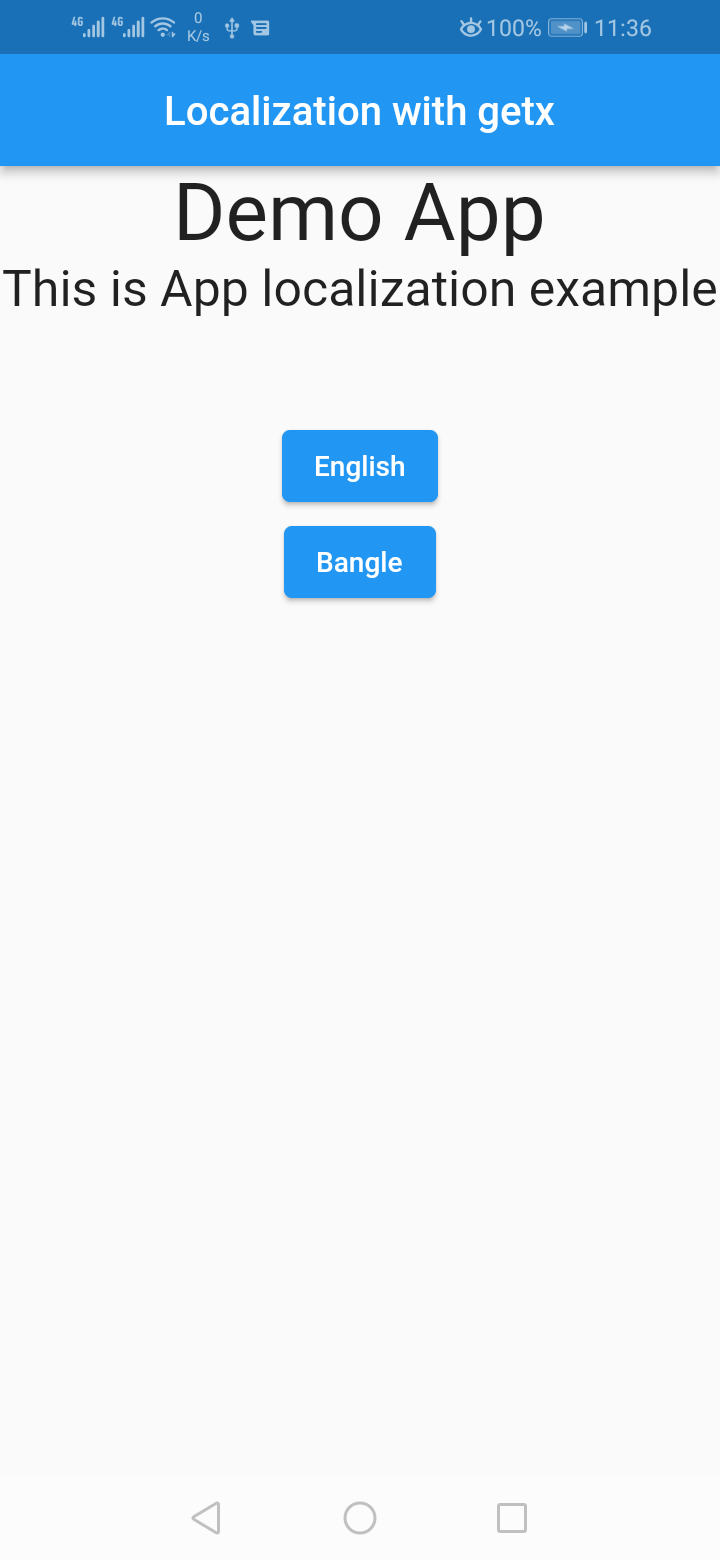 4G 4G 0 K/s 100% 11:36
Localization with getx
Demo App
This is App localization example
English
Bangle